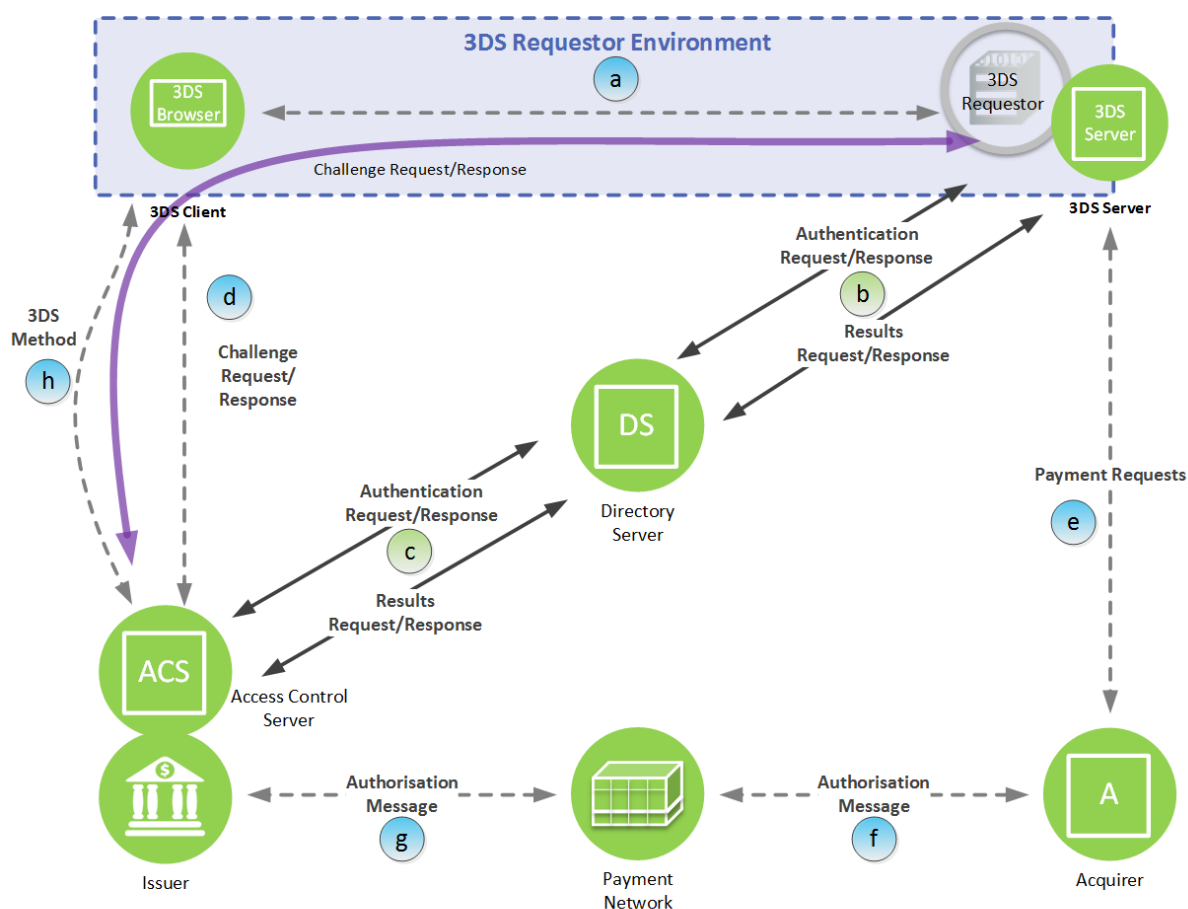 3DS Requestor Environment
3DS
Browser
a
1010
3DS
Requestor
3DS
Server
Challenge Request/Response
3DS Client
3DS Server
Authentication
Request/Response
b
Results
Request/Response
d
3DS
Method
h
Challenge
Request/
Response
DS
Directory
Server
Payment Requests
e
Authentication
Request/Response
c
Results
Request/Response
ACS
Access Control
Server
$
Issuer
Authorisation
Message
g
Payment
Network
Authorisation
Message
f
A
Acquirer